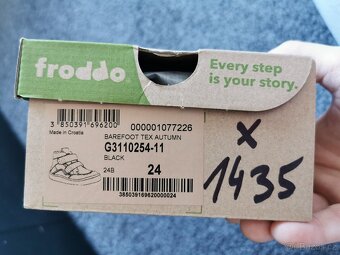 froddo
Every step
is your story.
3 850391 696200
000001077226
Made in Croatia
BAREFOOT TEX AUTUMN
G3110254-11
BLACK
24B
24
38503916962000024
X
1435